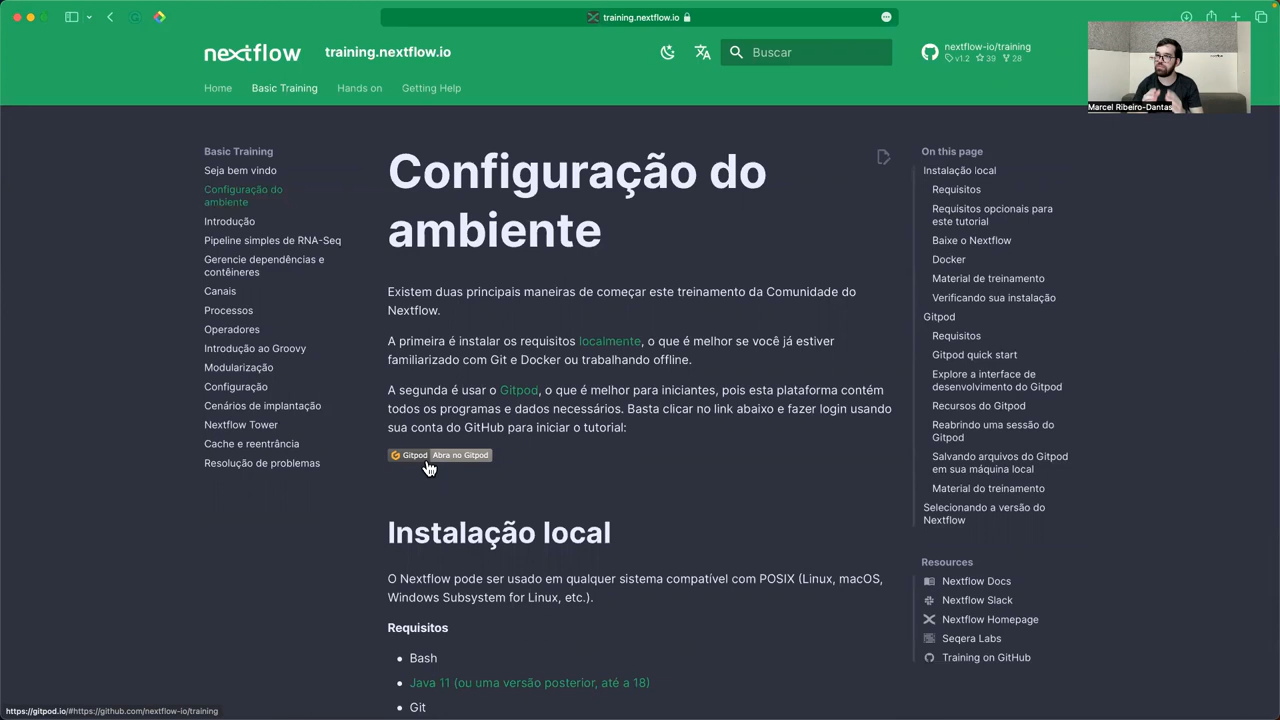 training.nextflow.io
nextflow
training.nextflow.io
Buscar
nextflow-io/training
v1.2 39 28
Home Basic Training Hands on Getting Help
Marcel Ribeiro-Dantas
Basic Training
Seja bem vindo
Configuração do
ambiente
Introdução
Pipeline simples de RNA-Seq
Gerencie dependências e
contêineres
Canais
Processos
Operadores
Introdução ao Groovy
Modularização
Configuração
Cenários de implantação
Nextflow Tower
Cache e reentrância
Resolução de problemas
Configuração do
ambiente
Existem duas principais maneiras de começar este treinamento da Comunidade do
Nextflow.
A primeira é instalar os requisitos localmente, o que é melhor se você já estiver
familiarizado com Git e Docker ou trabalhando offline.
A segunda é usar o Gitpod, o que é melhor para iniciantes, pois esta plataforma contém
todos os programas e dados necessários. Basta clicar no link abaixo e fazer login usando
sua conta do GitHub para iniciar o tutorial:
Gitpod Abra no Gitpod
Instalação local
O Nextflow pode ser usado em qualquer sistema compatível com POSIX (Linux, macOS,
Windows Subsystem for Linux, etc.).
Requisitos
Bash
Java 11 (ou uma versão posterior, até a 18)
Git
On this page
Instalação local
Requisitos
Requisitos opcionais para
este tutorial
Baixe o Nextflow
Docker
Material de treinamento
Verificando sua instalação
Gitpod
Requisitos
Gitpod quick start
Explore a interface de
desenvolvimento do Gitpod
Recursos do Gitpod
Reabrindo uma sessão do
Gitpod
Salvando arquivos do Gitpod
em sua máquina local
Material do treinamento
Selecionando a versão do
Nextflow
Resources
Nextflow Docs
Nextflow Slack
Nextflow Homepage
Seqera Labs
Training on GitHub
https://gitpod.io/#https://github.com/nextflow-io/training